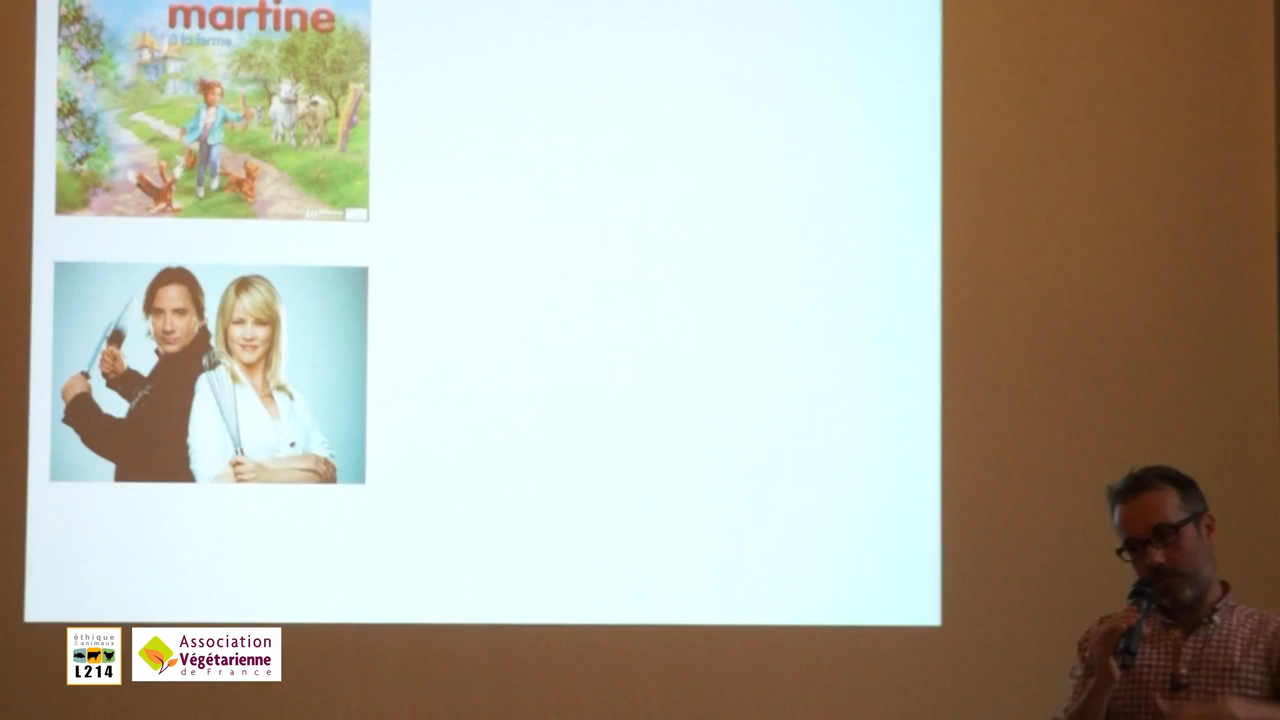 martine
à la ferme
éthique
& animaux
L214
Association
Végétarienne
de France